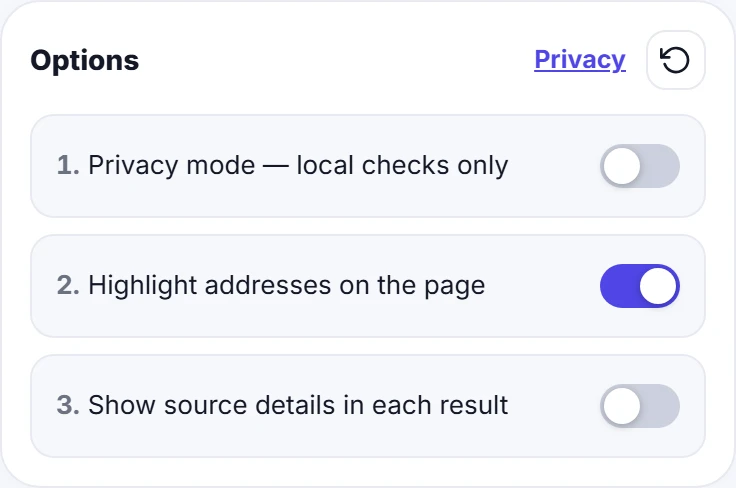 Options
Privacy
1. Privacy mode — local checks only
2. Highlight addresses on the page
3. Show source details in each result